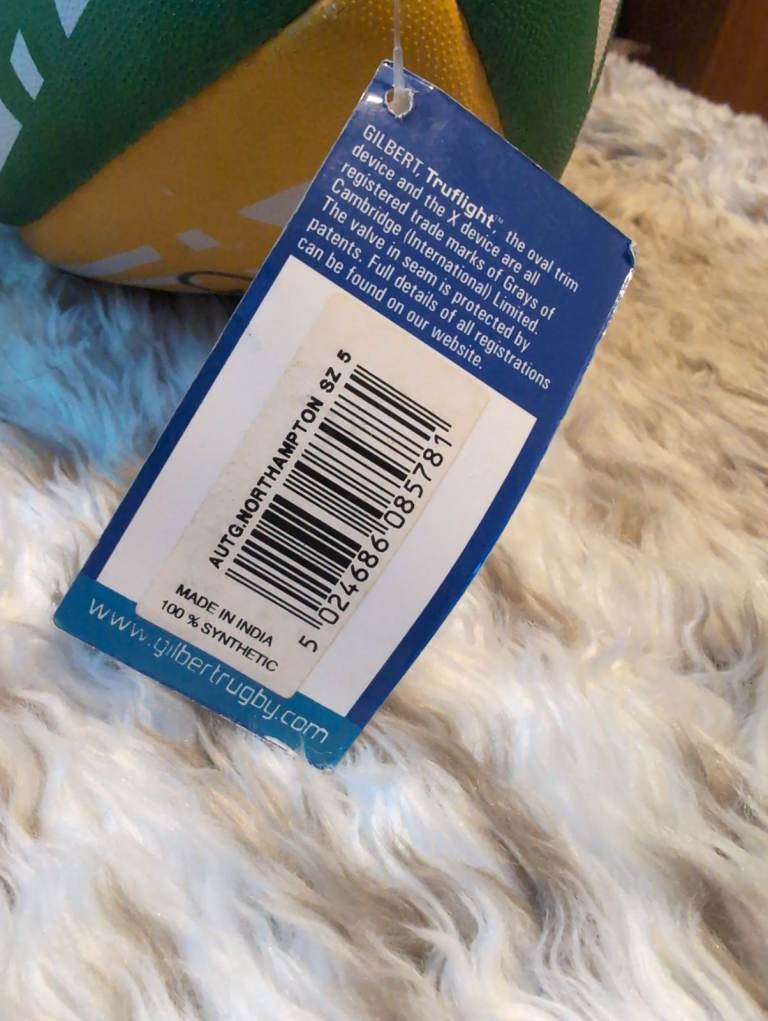 GILBERT, Truflight™, the oval trim
device and the X device are all
registered trade marks of Grays of
Cambridge (International) Limited.
The valve in seam is protected by
patents. Full details of all registrations
can be found on our website.
AUTG.NORTHAMPTON SZ 5
5 024686 085781
MADE IN INDIA
100 % SYNTHETIC
www.gilbertrugby.com